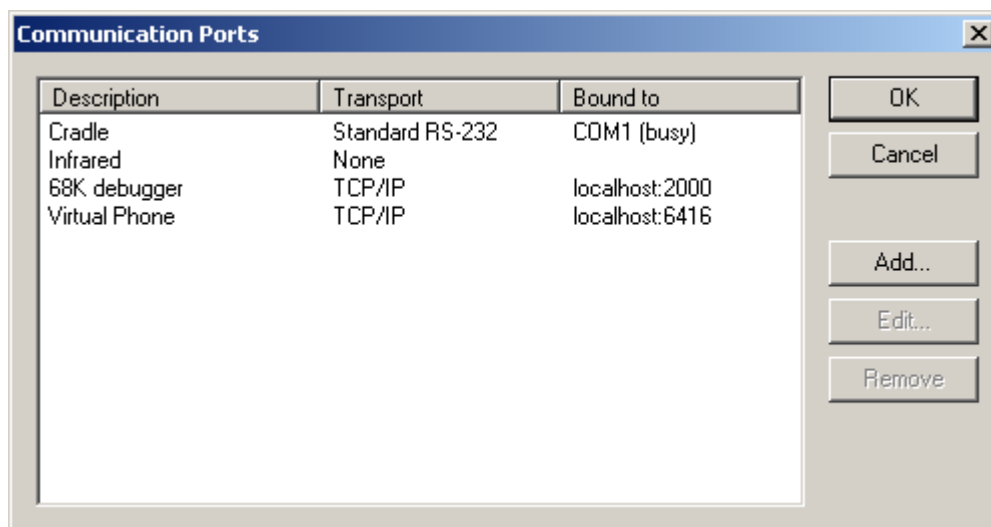 Communication Ports
Description Transport Bound to
Cradle Standard RS-232 COM1 (busy)
Infrared None
68K debugger TCP/IP localhost:2000
Virtual Phone TCP/IP localhost:6416
OK
Cancel
Add...
Edit...
Remove